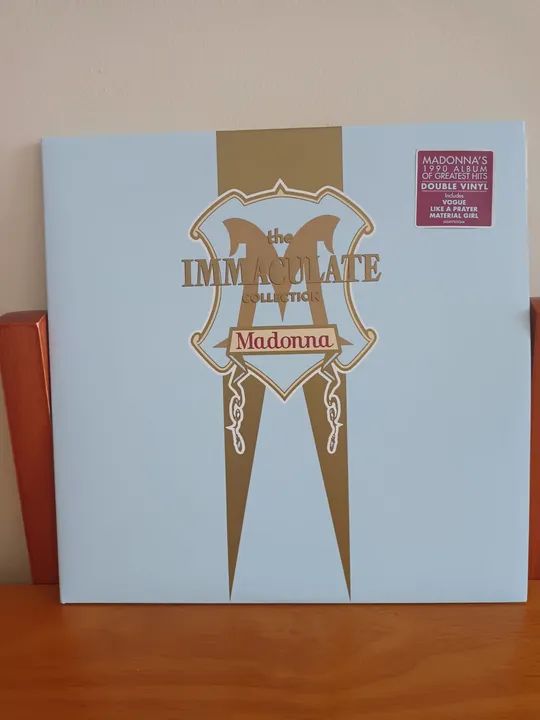 MADONNA'S
1990 ALBUM
OF GREATEST HITS
DOUBLE VINYL
Includes
VOGUE
LIKE A PRAYER
MATERIAL GIRL
the
IMMACULATE
COLLECTION
Madonna